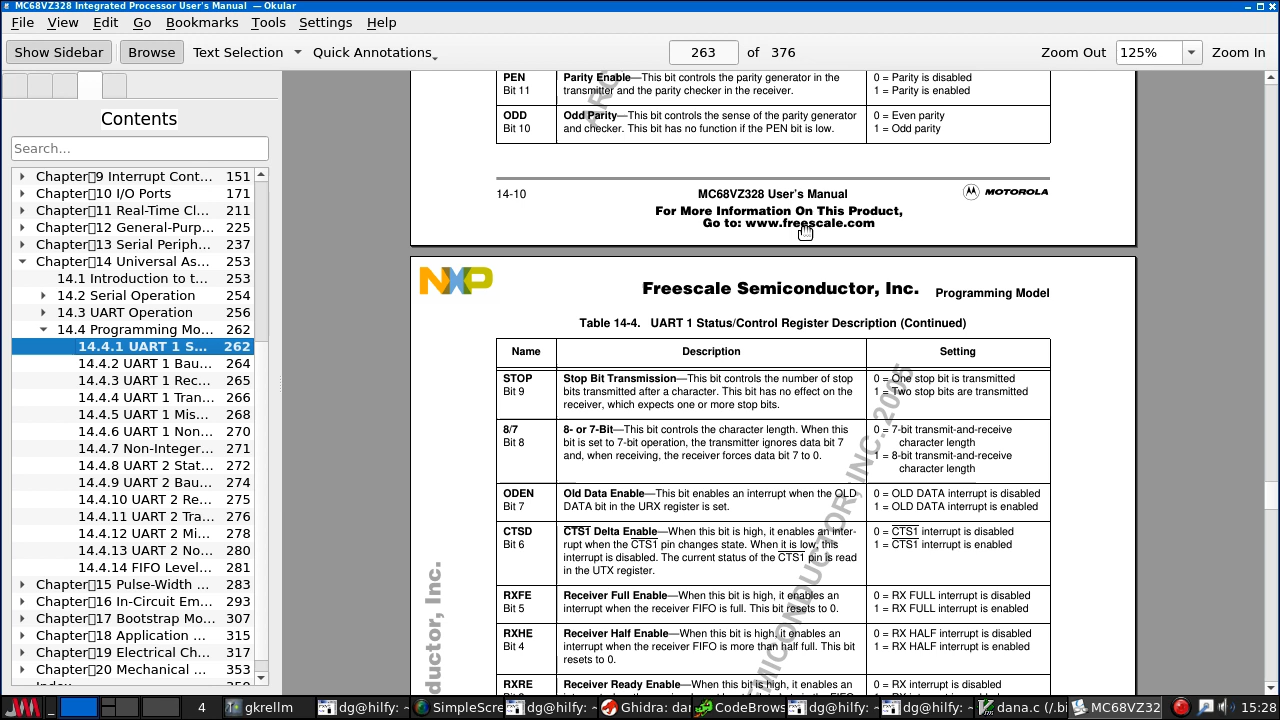 MC68VZ328 Integrated Processor User's Manual — Okular
File View Edit Go Bookmarks Tools Settings Help
Show Sidebar Browse Text Selection Quick Annotations 263 of 376 Zoom Out 125% Zoom In
Contents
Search...
Chapter 9 Interrupt Cont... 151
Chapter 10 I/O Ports 171
Chapter 11 Real-Time Cl... 211
Chapter 12 General-Purp... 225
Chapter 13 Serial Periph... 237
Chapter 14 Universal As... 253
14.1 Introduction to t... 253
14.2 Serial Operation 254
14.3 UART Operation 256
14.4 Programming Mo... 262
14.4.1 UART 1 S... 262
14.4.2 UART 1 Bau... 264
14.4.3 UART 1 Rec... 265
14.4.4 UART 1 Tran... 266
14.4.5 UART 1 Mis... 268
14.4.6 UART 1 Non... 270
14.4.7 Non-Integer... 271
14.4.8 UART 2 Stat... 272
14.4.9 UART 2 Bau... 274
14.4.10 UART 2 Re... 275
14.4.11 UART 2 Tra... 276
14.4.12 UART 2 Mi... 278
14.4.13 UART 2 No... 280
14.4.14 FIFO Level... 281
Chapter 15 Pulse-Width ... 283
Chapter 16 In-Circuit Em... 293
Chapter 17 Bootstrap Mo... 307
Chapter 18 Application ... 315
Chapter 19 Electrical Ch... 317
Chapter 20 Mechanical ... 353
PEN Parity Enable—This bit controls the parity generator in the 0 = Parity is disabled
Bit 11 transmitter and the parity checker in the receiver. 1 = Parity is enabled
ODD Odd Parity—This bit controls the sense of the parity generator 0 = Even parity
Bit 10 and checker. This bit has no function if the PEN bit is low. 1 = Odd parity
14-10 MC68VZ328 User's Manual MOTOROLA
For More Information On This Product,
Go to: www.freescale.com
NXP Freescale Semiconductor, Inc. Programming Model
Table 14-4. UART 1 Status/Control Register Description (Continued)
Name Description Setting
STOP Stop Bit Transmission—This bit controls the number of stop 0 = One stop bit is transmitted
Bit 9 bits transmitted after a character. This bit has no effect on the 1 = Two stop bits are transmitted
receiver, which expects one or more stop bits.
8/7 8- or 7-Bit—This bit controls the character length. When this 0 = 7-bit transmit-and-receive
Bit 8 bit is set to 7-bit operation, the transmitter ignores data bit 7 character length
and, when receiving, the receiver forces data bit 7 to 0. 1 = 8-bit transmit-and-receive
character length
ODEN Old Data Enable—This bit enables an interrupt when the OLD 0 = OLD DATA interrupt is disabled
Bit 7 DATA bit in the URX register is set. 1 = OLD DATA interrupt is enabled
CTSD CTS1 Delta Enable—When this bit is high, it enables an inter- 0 = CTS1 interrupt is disabled
Bit 6 rupt when the CTS1 pin changes state. When it is low, this 1 = CTS1 interrupt is enabled
interrupt is disabled. The current status of the CTS1 pin is read
in the UTX register.
RXFE Receiver Full Enable—When this bit is high, it enables an 0 = RX FULL interrupt is disabled
Bit 5 interrupt when the receiver FIFO is full. This bit resets to 0. 1 = RX FULL interrupt is enabled
RXHE Receiver Half Enable—When this bit is high, it enables an 0 = RX HALF interrupt is disabled
Bit 4 interrupt when the receiver FIFO is more than half full. This bit 1 = RX HALF interrupt is enabled
resets to 0.
RXRE Receiver Ready Enable—When this bit is high, it enables an 0 = RX interrupt is disabled
ductor, Inc.
EMICONDUCTOR, INC. 2005
4 gkrellm dg@hilfy: ~ SimpleScre dg@hilfy: ~ Ghidra: dar CodeBrows dg@hilfy: ~ dg@hilfy: ~ dana.c (/.bi MC68VZ32 15:28